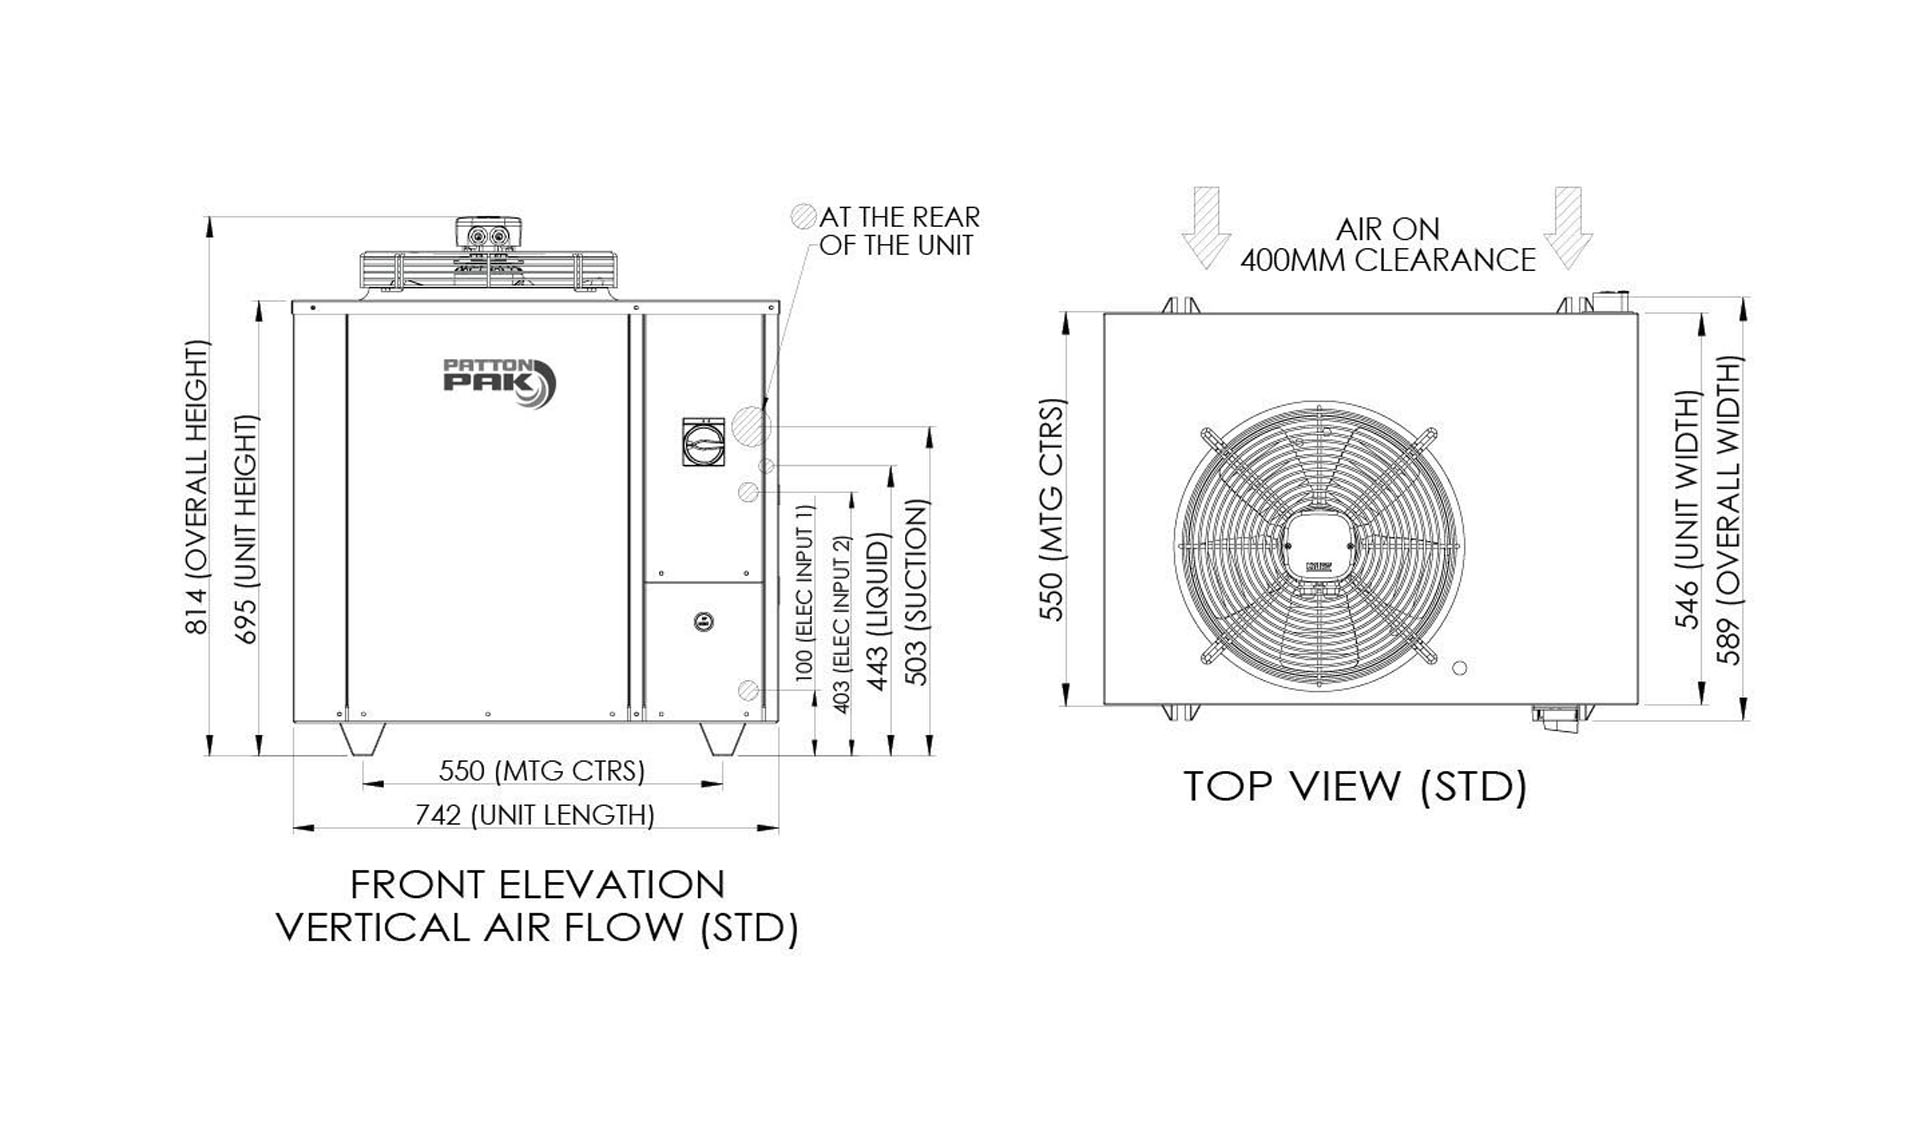 AT THE REAR
OF THE UNIT
PATTON
PAK
814 (OVERALL HEIGHT)
695 (UNIT HEIGHT)
100 (ELEC INPUT 1)
403 (ELEC INPUT 2)
443 (LIQUID)
503 (SUCTION)
550 (MTG CTRS)
742 (UNIT LENGTH)
FRONT ELEVATION
VERTICAL AIR FLOW (STD)
AIR ON
400MM CLEARANCE
550 (MTG CTRS)
546 (UNIT WIDTH)
589 (OVERALL WIDTH)
TOP VIEW (STD)